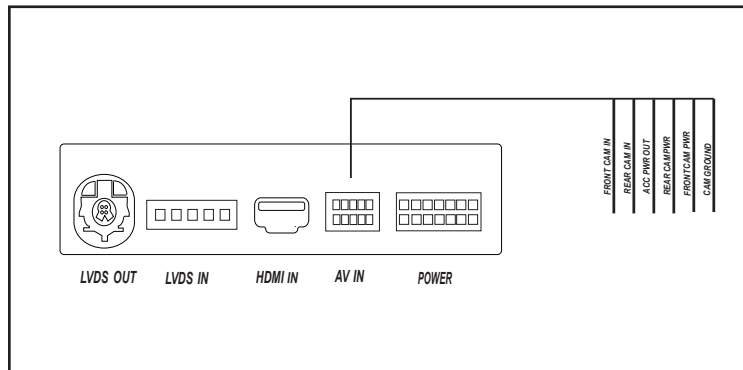 FRONT CAM IN
REAR CAM IN
ACC PWR OUT
REAR CAM PWR
FRONT CAM PWR
CAM GROUND
LVDS OUT
LVDS IN
HDMI IN
AV IN
POWER